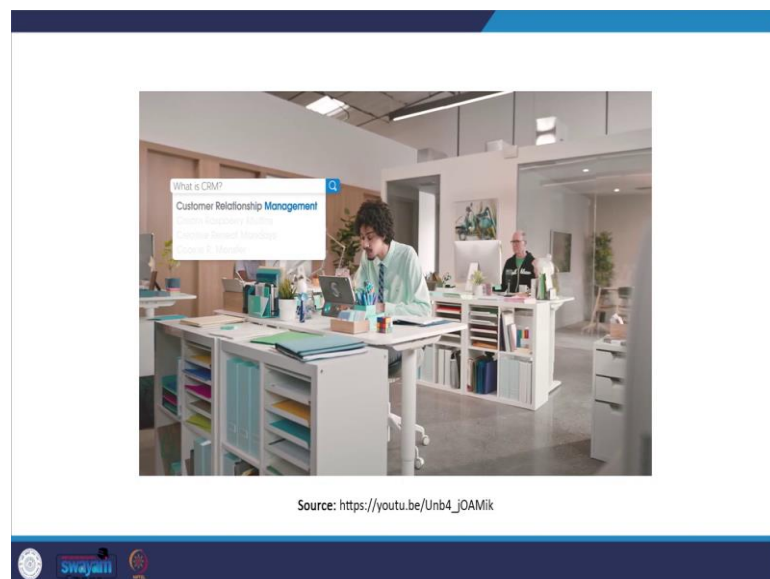 What is CRM?
Customer Relationship Management
Source: https://youtu.be/Unb4_jOAMik
swayam